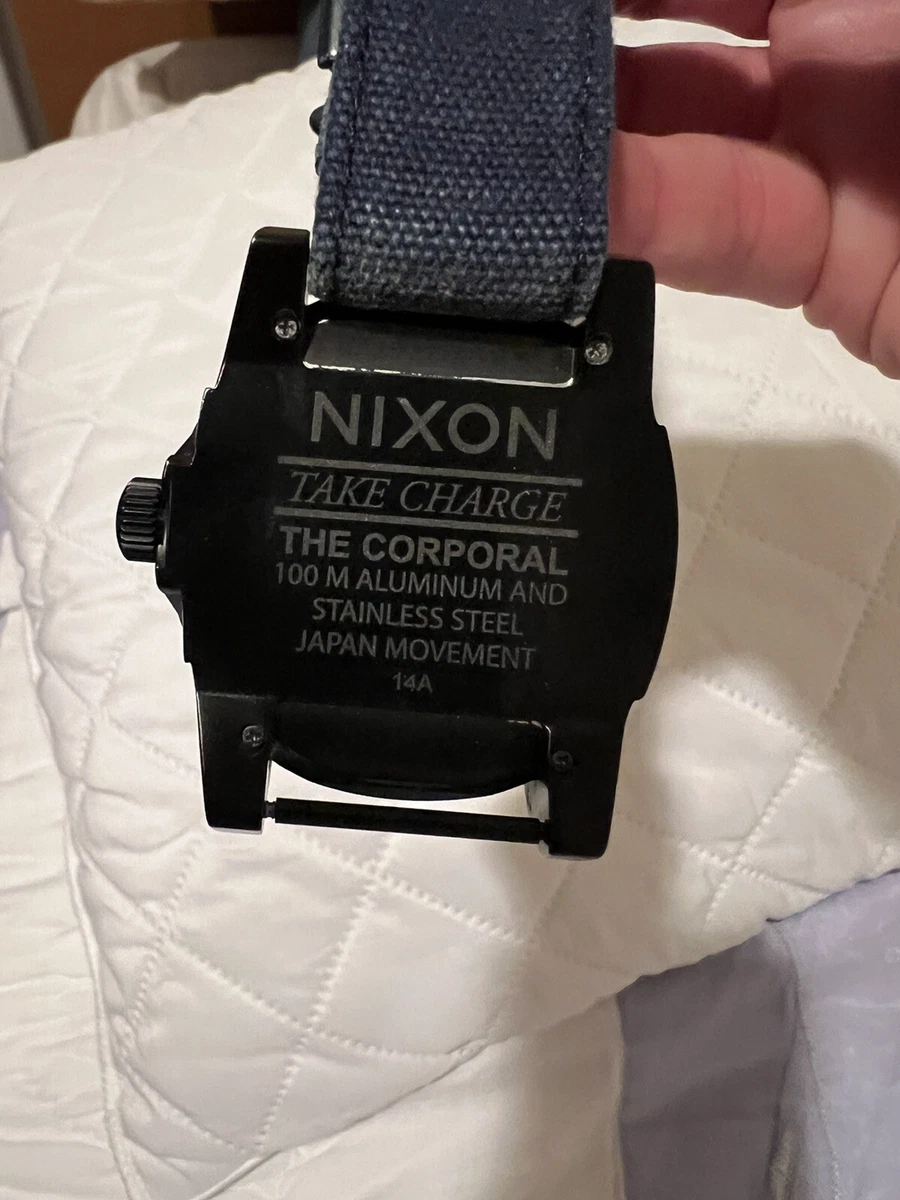 NIXON
TAKE CHARGE
THE CORPORAL
100 M ALUMINUM AND
STAINLESS STEEL
JAPAN MOVEMENT
14A